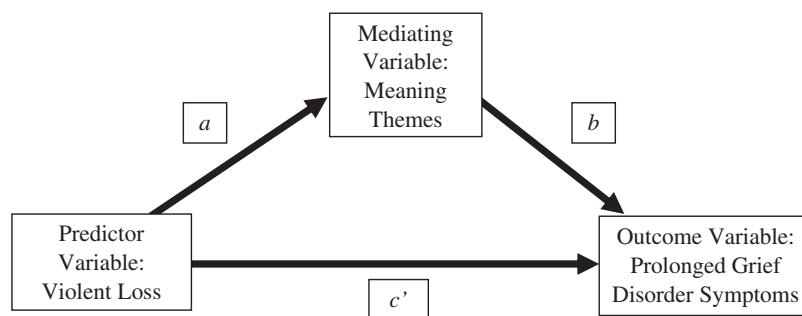 Mediating
Variable:
Meaning
Themes
a
b
Predictor
Variable:
Violent Loss
Outcome Variable:
Prolonged Grief
Disorder Symptoms
c’